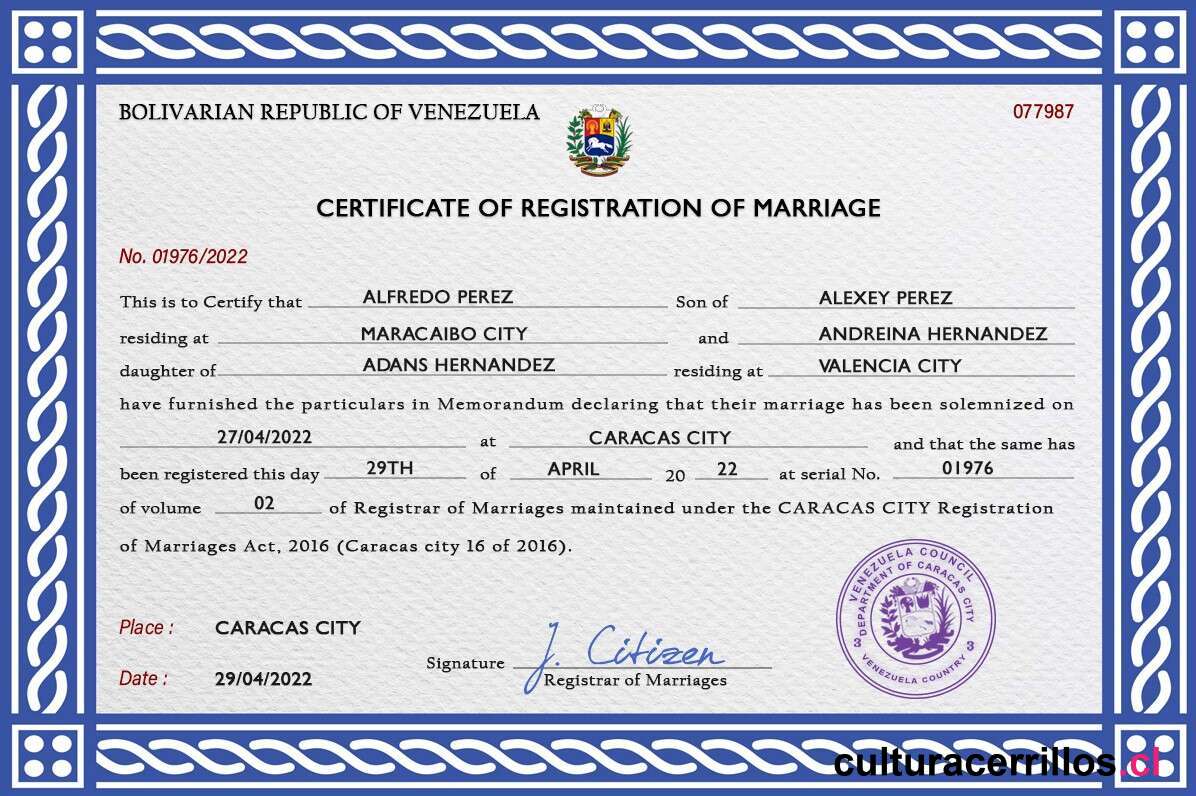 BOLIVARIAN REPUBLIC OF VENEZUELA 077987
CERTIFICATE OF REGISTRATION OF MARRIAGE
No. 01976/2022
This is to Certify that ALFREDO PEREZ Son of ALEXEY PEREZ
residing at MARACAIBO CITY and ANDREINA HERNANDEZ
daughter of ADANS HERNANDEZ residing at VALENCIA CITY
have furnished the particulars in Memorandum declaring that their marriage has been solemnized on
27/04/2022 at CARACAS CITY and that the same has
been registered this day 29TH of APRIL 20 22 at serial No. 01976
of volume 02 of Registrar of Marriages maintained under the CARACAS CITY Registration
of Marriages Act, 2016 (Caracas city 16 of 2016).
VENEZUELA COUNCIL
DEPARTMENT OF CARACAS CITY
3 3
VENEZUELA COUNTRY
Place : CARACAS CITY
Signature J. Citizen
Date : 29/04/2022
Registrar of Marriages
culturacerrillos.cl